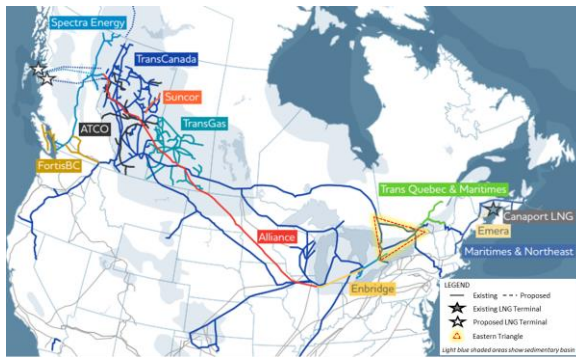 Spectra Energy
TransCanada
Suncor
ATCO
TransGas
FortisBC
Trans Quebec & Maritimes
Canaport LNG
Emera
Alliance
Maritimes & Northeast
Enbridge
LEGEND
Existing Proposed
Existing LNG Terminal
Proposed LNG Terminal
Eastern Triangle
Light blue shaded areas show sedimentary basin